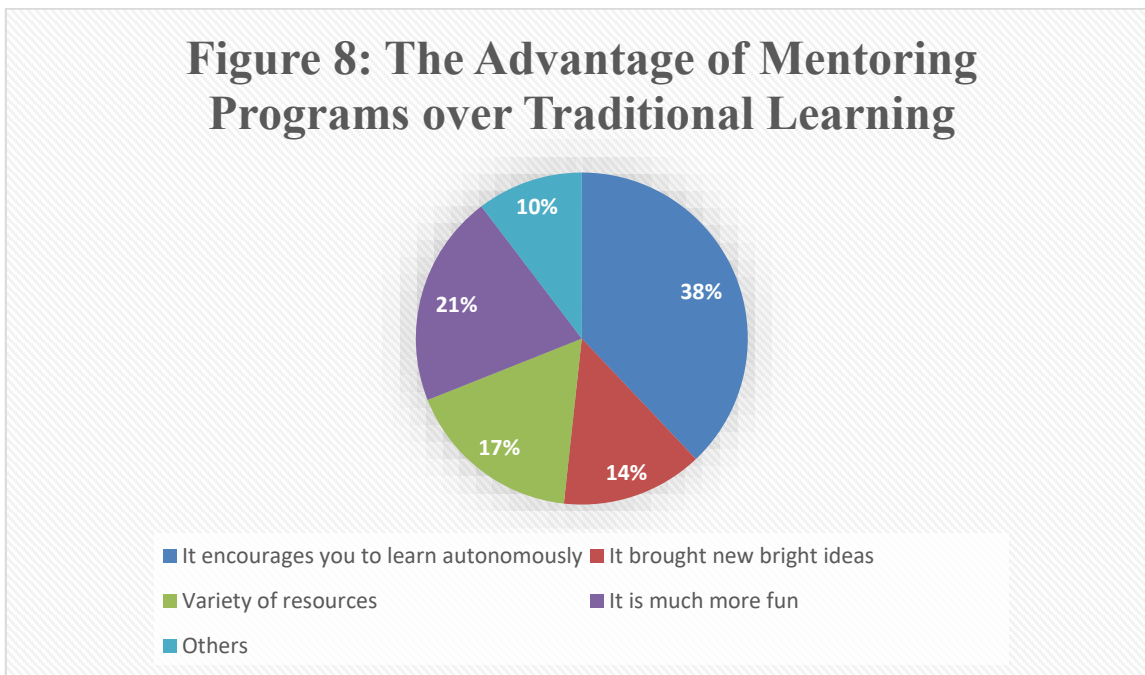 Figure 8: The Advantage of Mentoring
Programs over Traditional Learning
10%
38%
21%
17%
14%
It encourages you to learn autonomously
It brought new bright ideas
Variety of resources
It is much more fun
Others